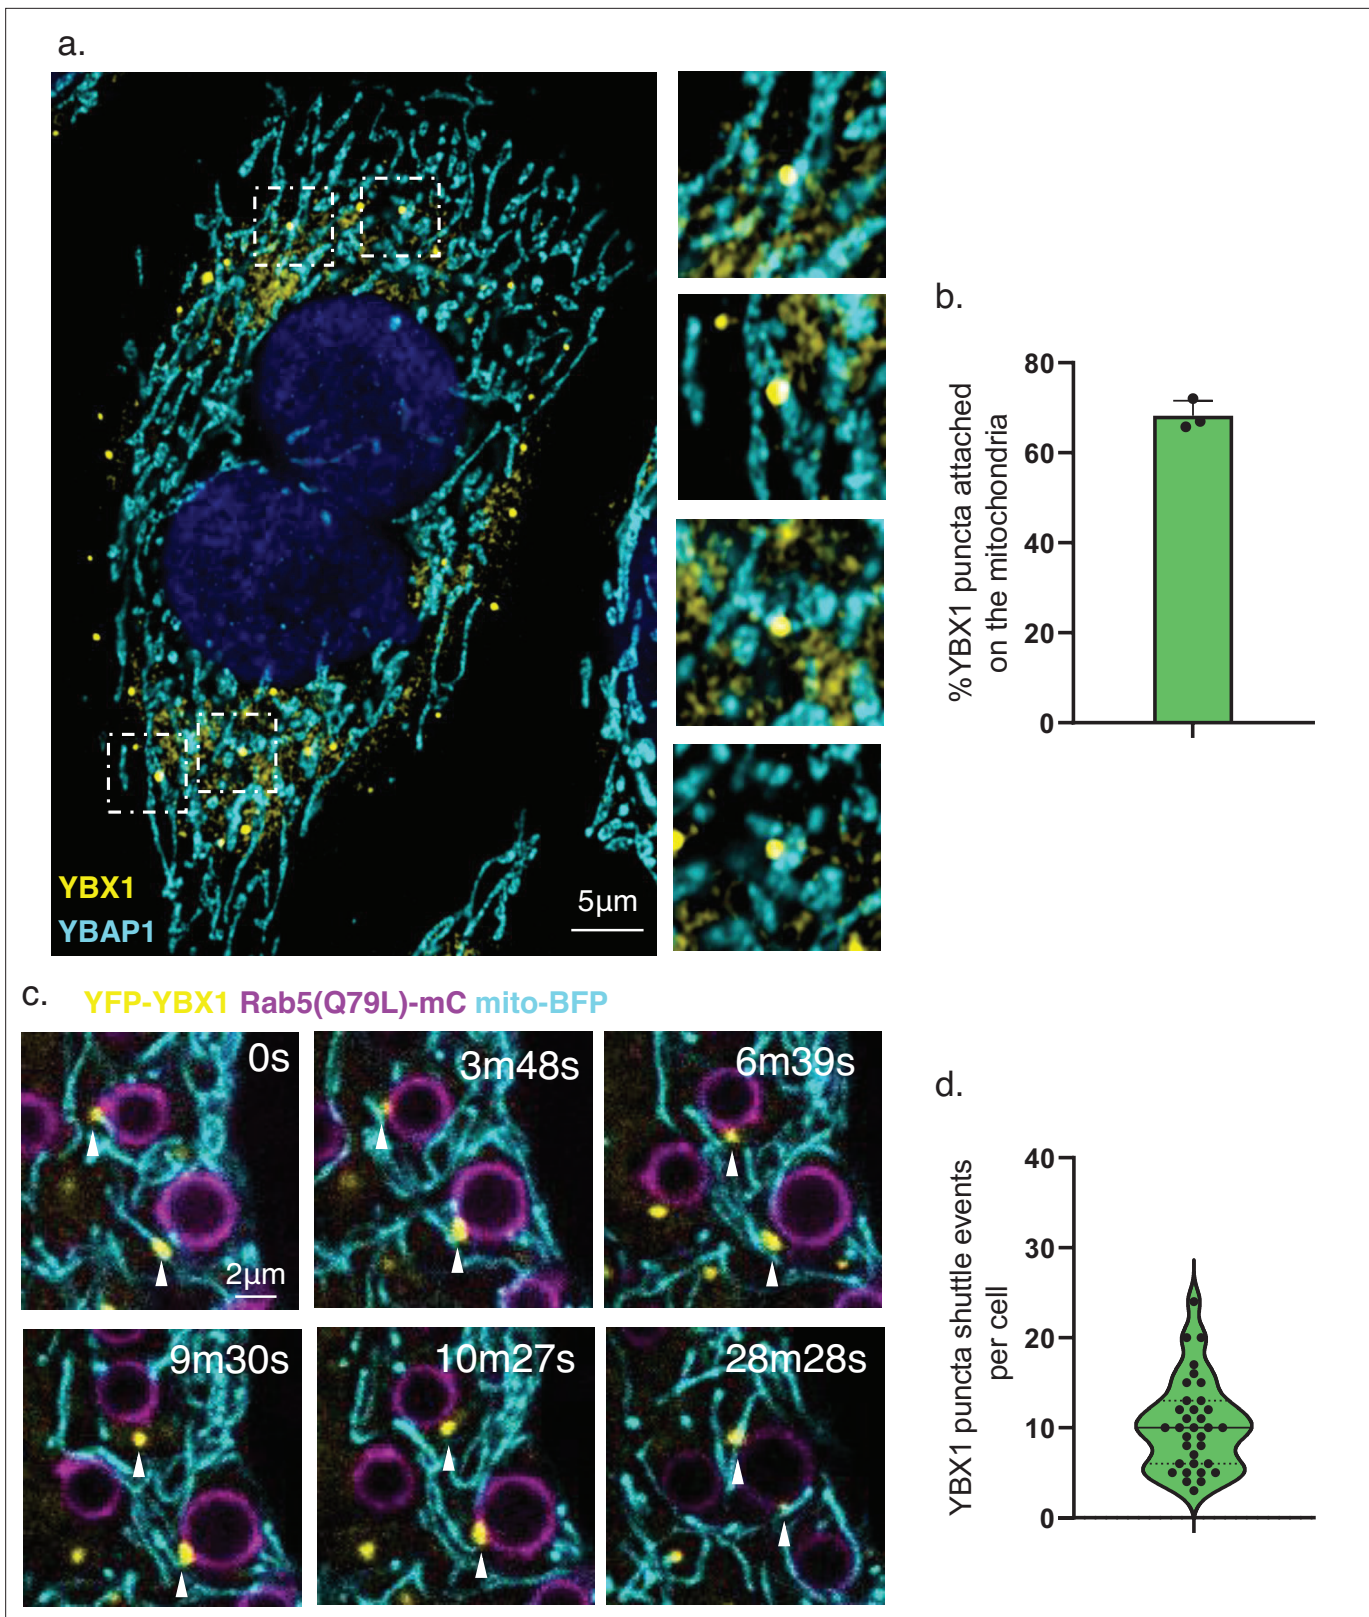 a.
YBX1
YBAP1
5µm
b.
%YBX1 puncta attached
on the mitochondria
80
60
40
20
0
c.
YFP-YBX1 Rab5(Q79L)-mC mito-BFP
0s
2µm
3m48s
6m39s
9m30s
10m27s
28m28s
d.
YBX1 puncta shuttle events
per cell
40
30
20
10
0